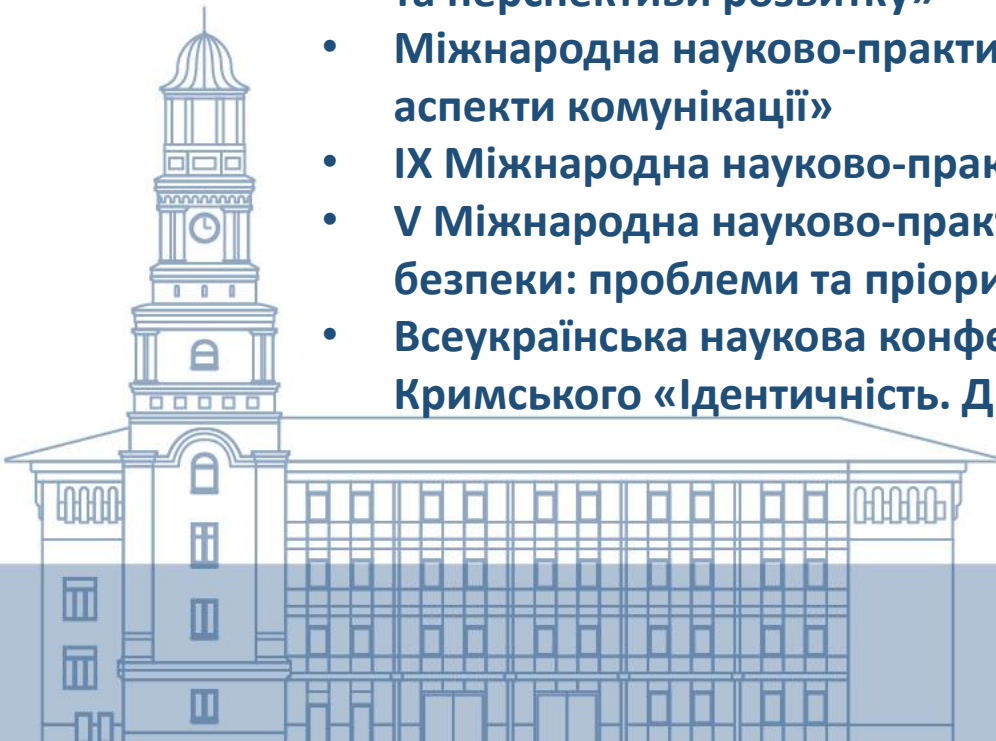 та перспективи розвитку»
• Міжнародна науково-практи
аспекти комунікації»
• ІХ Міжнародна науково-прак
• V Міжнародна науково-практ
безпеки: проблеми та пріори
• Всеукраїнська наукова конфе
Кримського «Ідентичність. Д